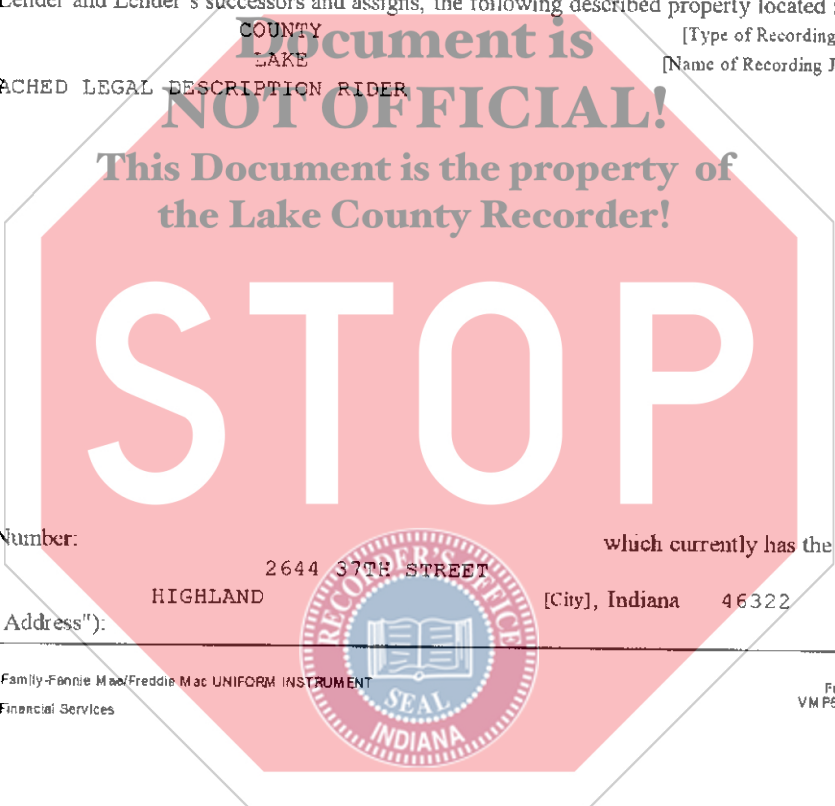 Lender and Lender's successors and assigns, the following described property located
COUNTY [Type of Recording
LAKE [Name of Recording J
ACHED LEGAL DESCRIPTION RIDER
Document is
NOT OFFICIAL!
This Document is the property of
the Lake County Recorder!
STOP
Number: which currently has the
2644 37TH STREET
HIGHLAND [City], Indiana 46322
Address"):
Family-Fannie Mae/Freddie Mac UNIFORM INSTRUMENT
Financial Services VMP
RECORDER'S OFFICE
SEAL
INDIANA